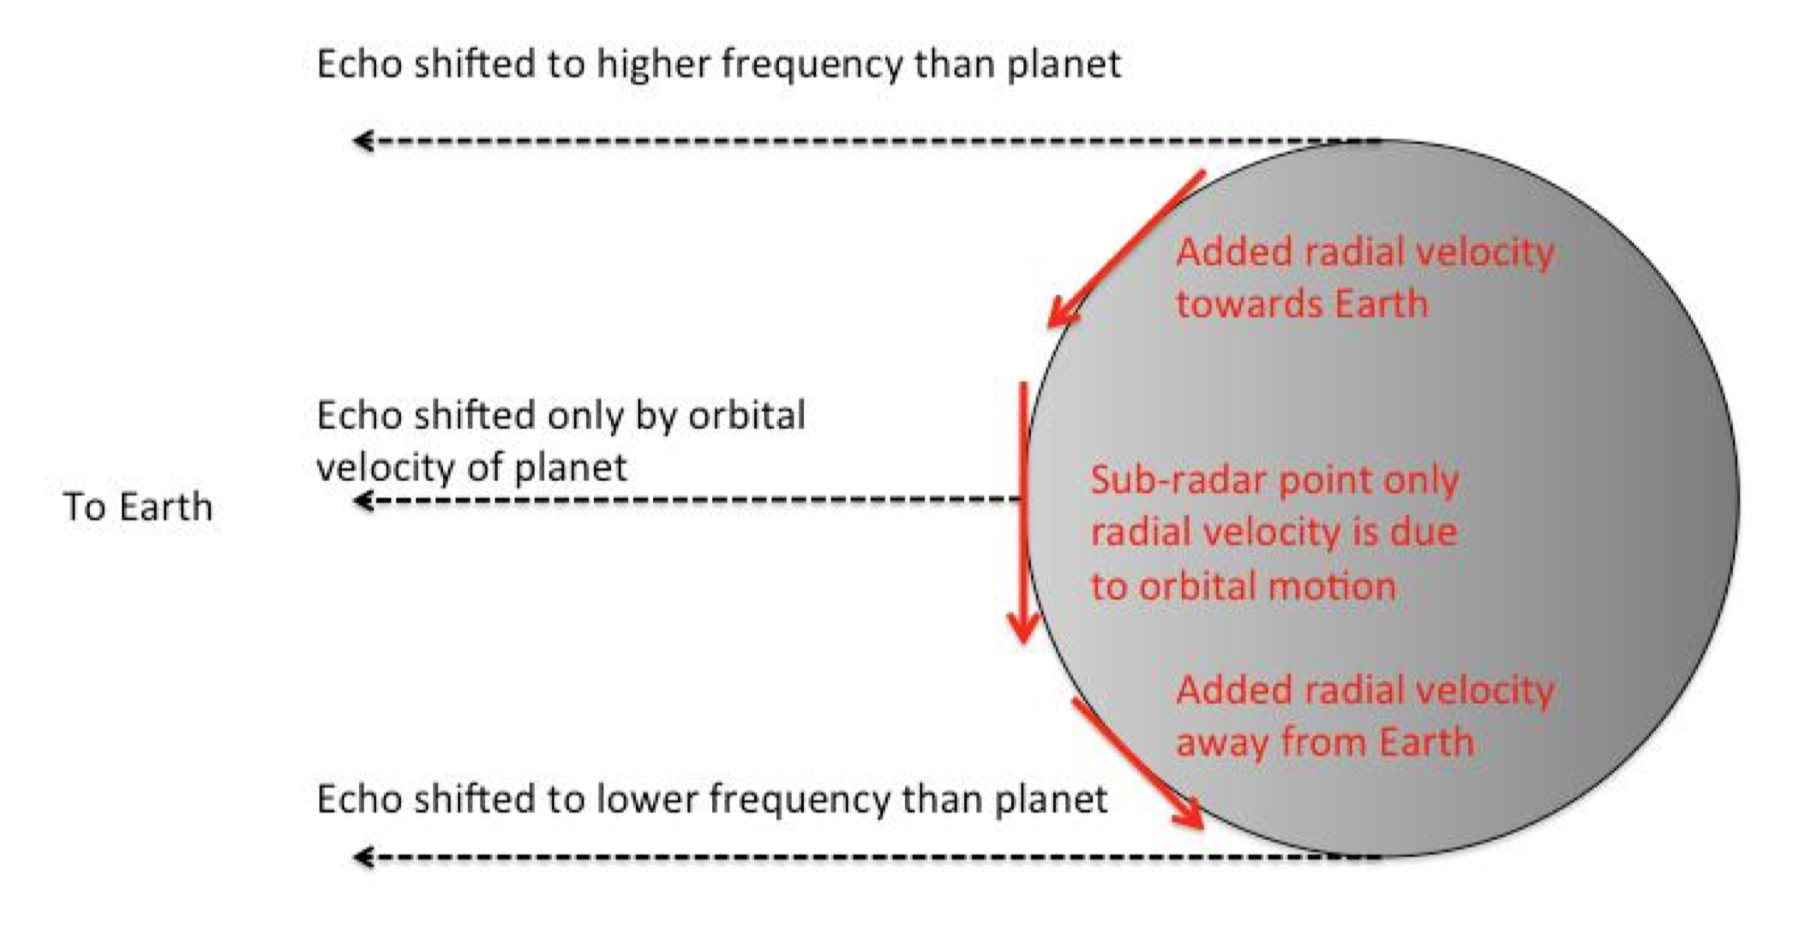 Echo shifted to higher frequency than planet
Added radial velocity
towards Earth
Echo shifted only by orbital
velocity of planet
To Earth
Sub-radar point only
radial velocity is due
to orbital motion
Added radial velocity
away from Earth
Echo shifted to lower frequency than planet